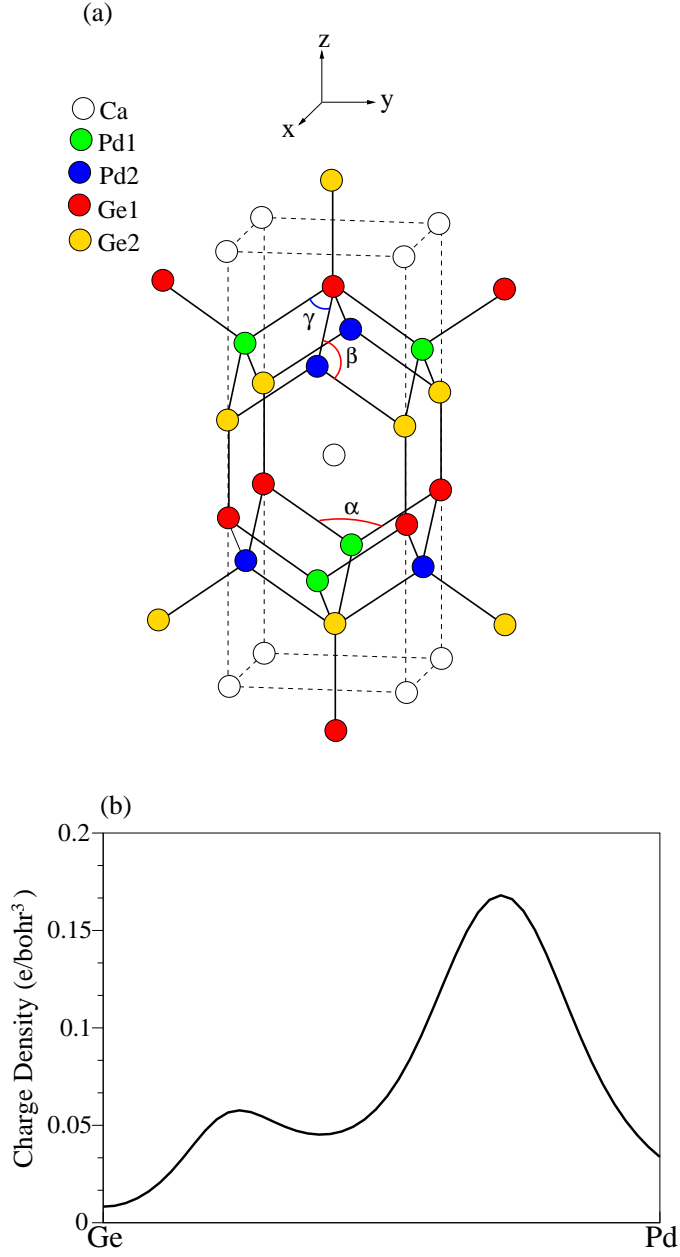 (a)
z
y
x
Ca
Pd1
Pd2
Ge1
Ge2
γ
β
α
(b)
0.2
0.15
0.1
0.05
0
Charge Density (e/bohr³)
Ge
Pd